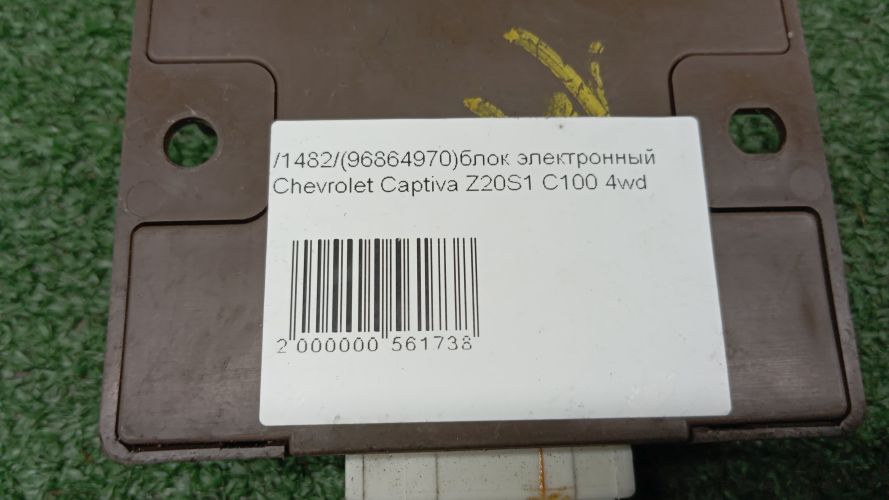 /1482/(96864970)блок электронный
Chevrolet Captiva Z20S1 C100 4wd
2 000000 561738